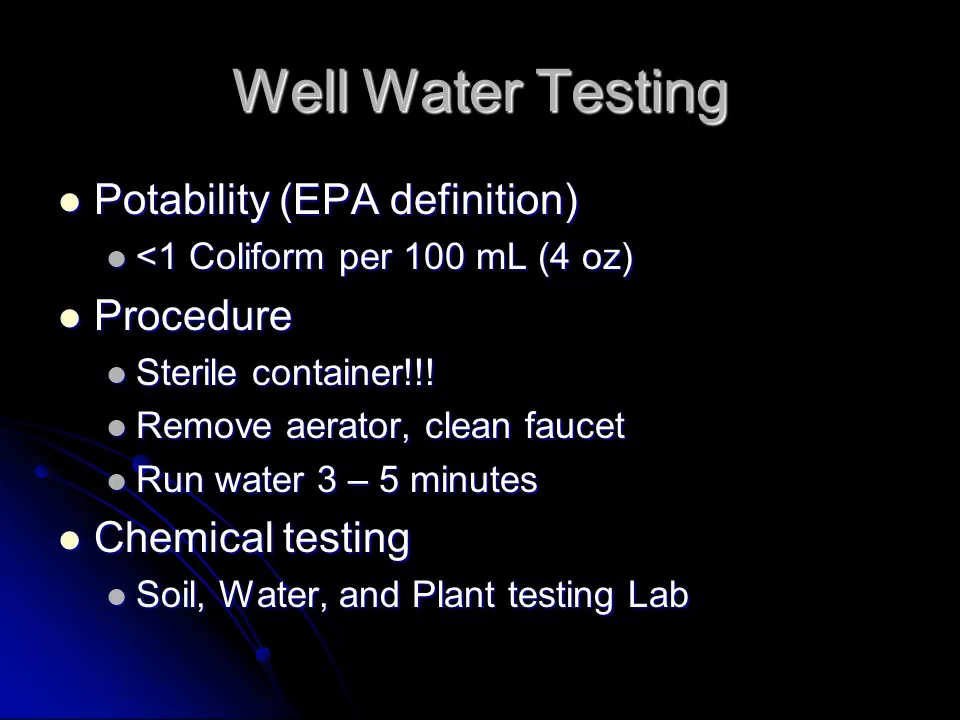 Well Water Testing
Potability (EPA definition)
<1 Coliform per 100 mL (4 oz)
Procedure
Sterile container!!!
Remove aerator, clean faucet
Run water 3 – 5 minutes
Chemical testing
Soil, Water, and Plant testing Lab